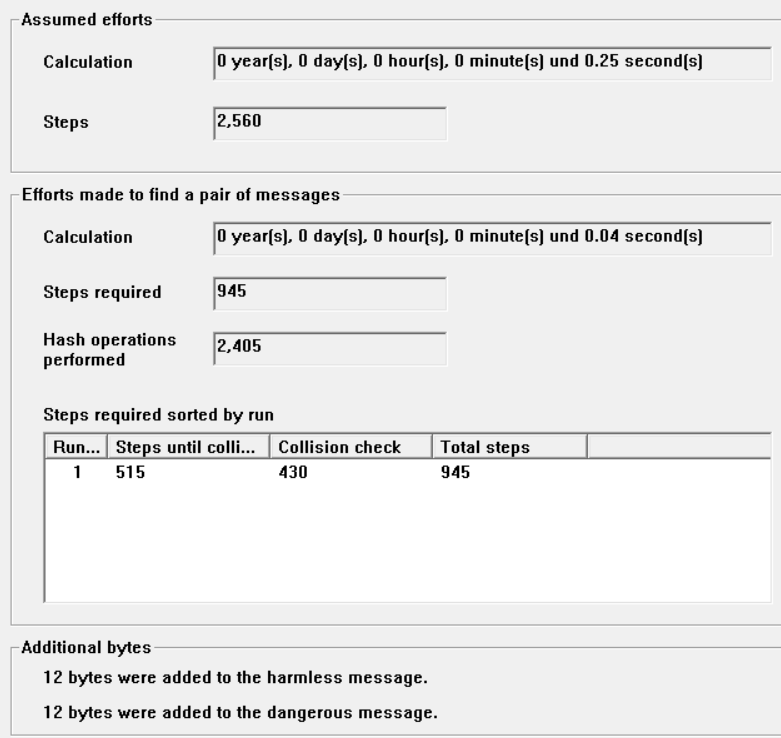 Assumed efforts
Calculation 0 year(s), 0 day(s), 0 hour(s), 0 minute(s) und 0.25 second(s)
Steps 2,560
Efforts made to find a pair of messages
Calculation 0 year(s), 0 day(s), 0 hour(s), 0 minute(s) und 0.04 second(s)
Steps required 945
Hash operations
performed 2,405
Steps required sorted by run
Run... Steps until colli... Collision check Total steps
1 515 430 945
Additional bytes
12 bytes were added to the harmless message.
12 bytes were added to the dangerous message.